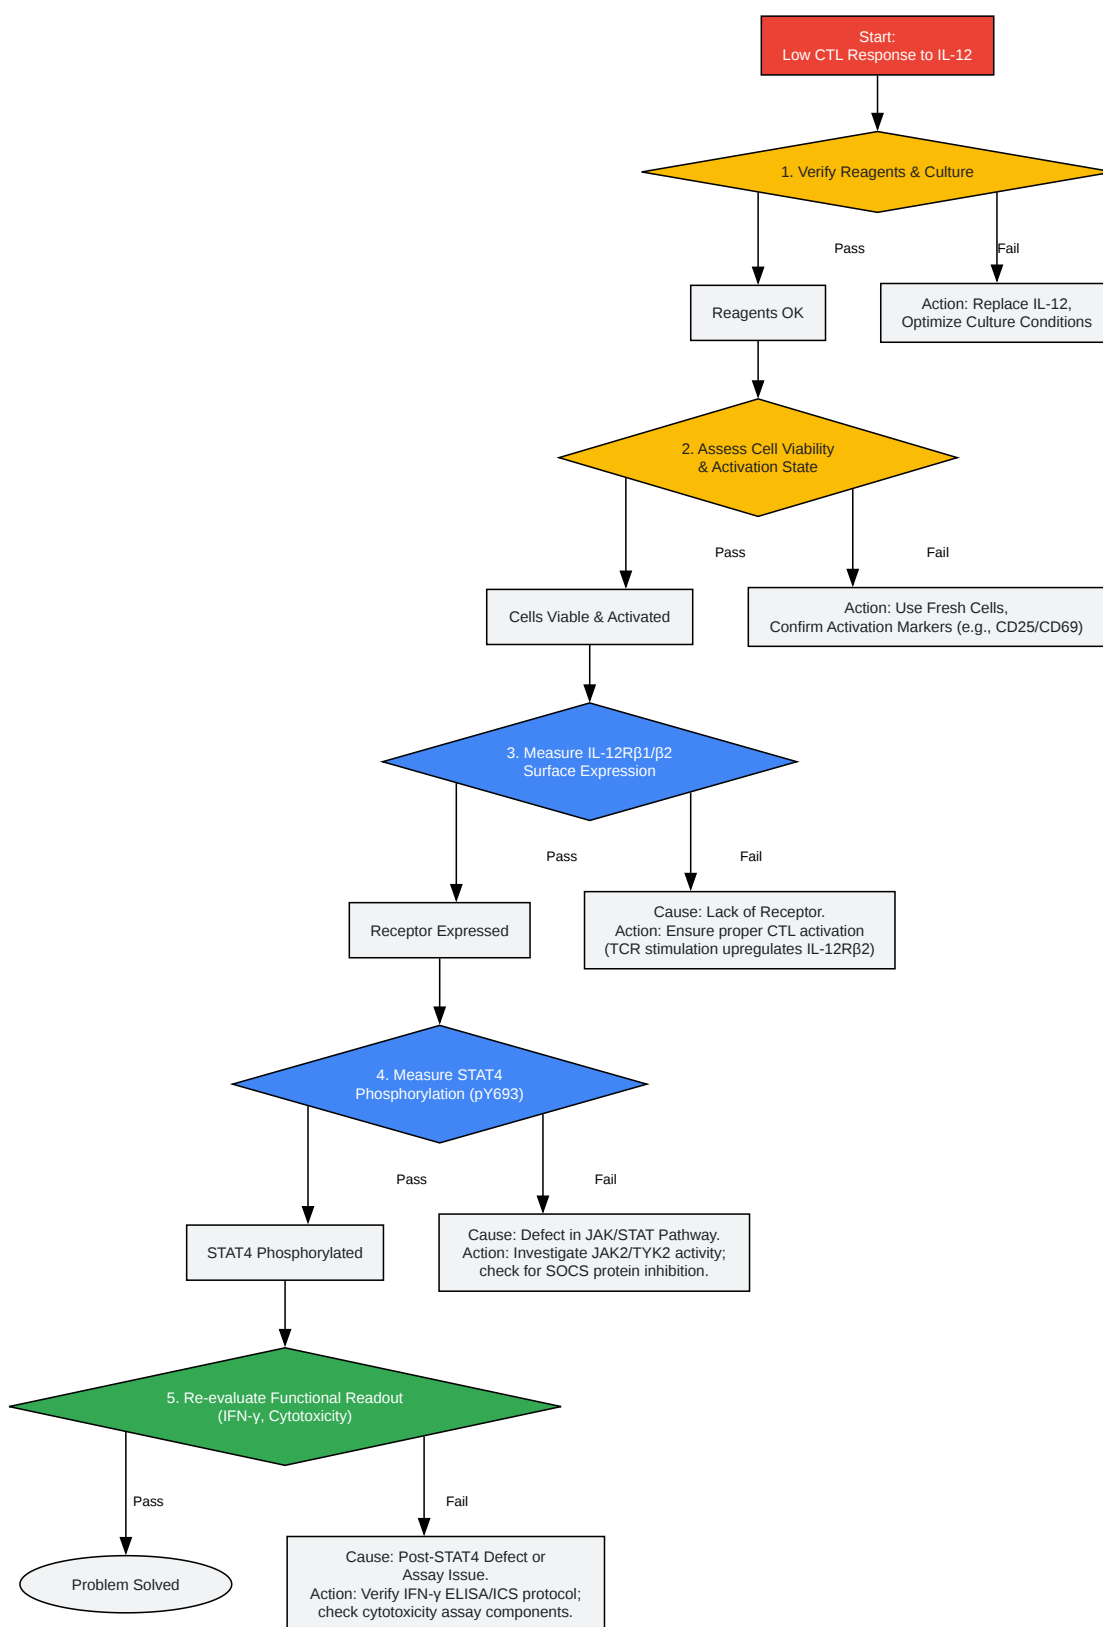 Start:
Low CTL Response to IL-12
1. Verify Reagents & Culture
Pass
Fail
Reagents OK
Action: Replace IL-12,
Optimize Culture Conditions
2. Assess Cell Viability
& Activation State
Pass
Fail
Cells Viable & Activated
Action: Use Fresh Cells,
Confirm Activation Markers (e.g., CD25/CD69)
3. Measure IL-12Rβ1/β2
Surface Expression
Pass
Fail
Receptor Expressed
Cause: Lack of Receptor.
Action: Ensure proper CTL activation
(TCR stimulation upregulates IL-12Rβ2)
4. Measure STAT4
Phosphorylation (pY693)
Pass
Fail
STAT4 Phosphorylated
Cause: Defect in JAK/STAT Pathway.
Action: Investigate JAK2/TYK2 activity;
check for SOCS protein inhibition.
5. Re-evaluate Functional Readout
(IFN-γ, Cytotoxicity)
Pass
Fail
Problem Solved
Cause: Post-STAT4 Defect or
Assay Issue.
Action: Verify IFN-γ ELISA/ICS protocol;
check cytotoxicity assay components.